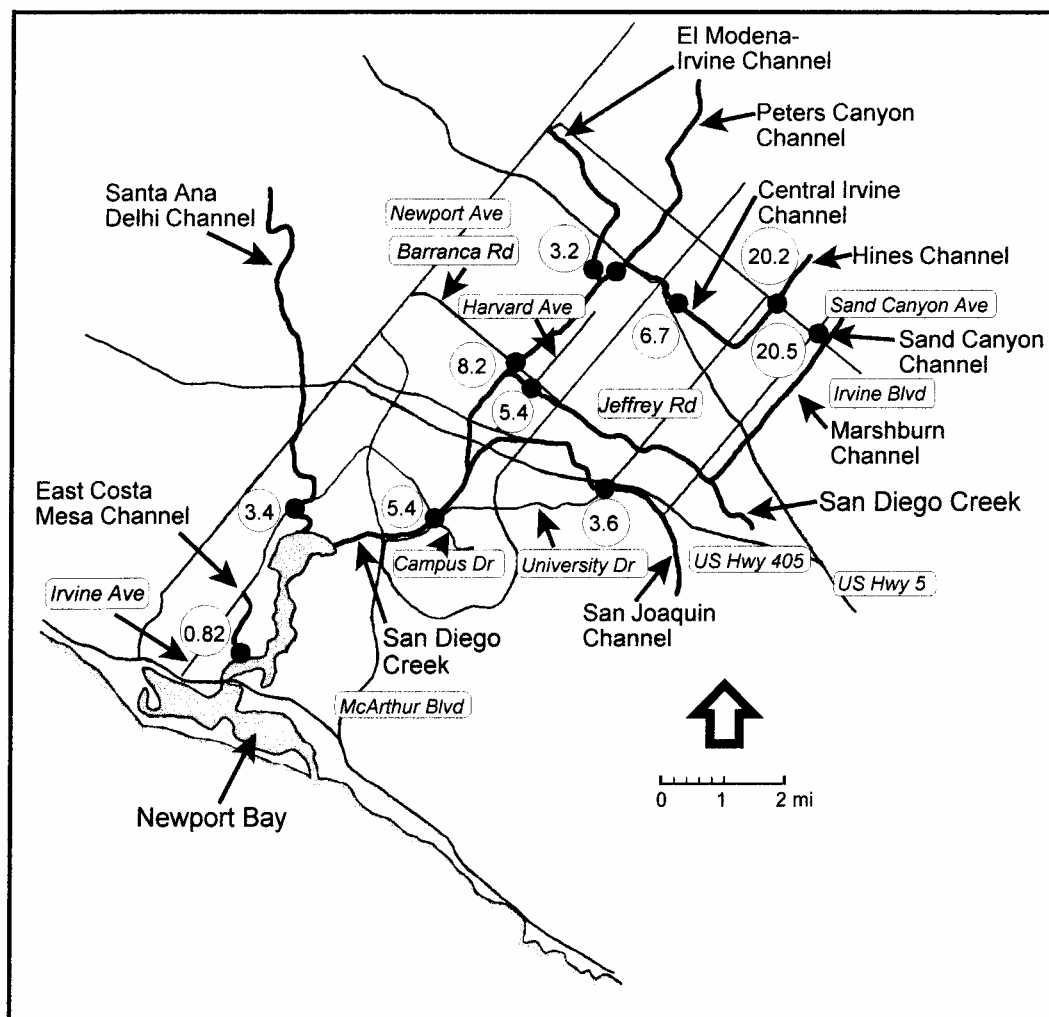 El Modena-
Irvine Channel
Peters Canyon
Channel
Santa Ana
Delhi Channel
Newport Ave
Barranca Rd
Central Irvine
Channel
3.2
20.2
Hines Channel
Harvard Ave
Sand Canyon Ave
6.7
20.5
Sand Canyon
Channel
8.2
5.4
Jeffrey Rd
Irvine Blvd
Marshburn
Channel
East Costa
Mesa Channel
3.4
5.4
3.6
San Diego Creek
Campus Dr
University Dr
US Hwy 405
US Hwy 5
Irvine Ave
0.82
San Diego
Creek
San Joaquin
Channel
McArthur Blvd
0 1 2 mi
Newport Bay